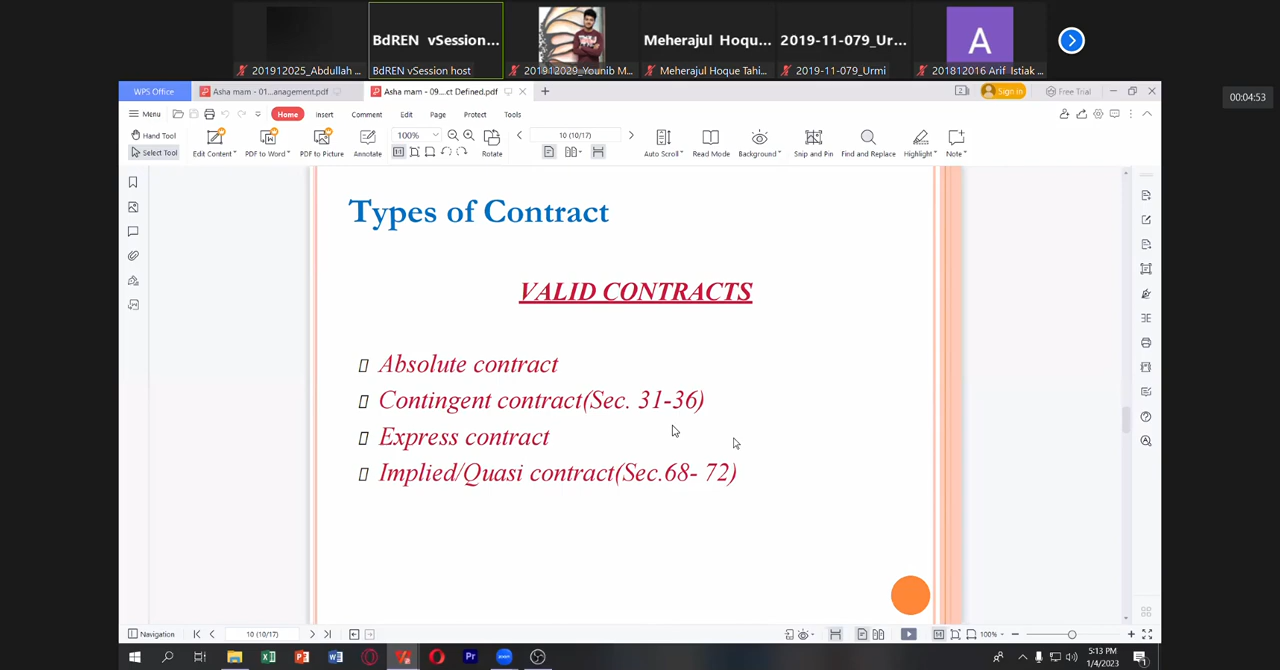 BdREN vSession...
Meherajul Hoqu...
2019-11-079_Ur...
A
201912025_Abdullah ...
BdREN vSession host
201912029_Younib M...
Meherajul Hoque Tahi...
2019-11-079_Urmi
201812016 Arif_Istiak ...
00:04:53
WPS Office
Asha mam - 01...anagement.pdf
Asha mam - 09...ct Defined.pdf
Sign in
Free Trial
Menu
Home
Insert
Comment
Edit
Page
Protect
Tools
Hand Tool
Select Tool
Edit Content
PDF to Word
PDF to Picture
Annotate
100%
Rotate
10 (10/17)
Auto Scroll
Read Mode
Background
Snip and Pin
Find and Replace
Highlight
Note
Types of Contract
VALID CONTRACTS
Absolute contract
Contingent contract(Sec. 31-36)
Express contract
Implied/Quasi contract(Sec.68- 72)
Navigation
10 (10/17)
100%
5:13 PM
1/4/2023